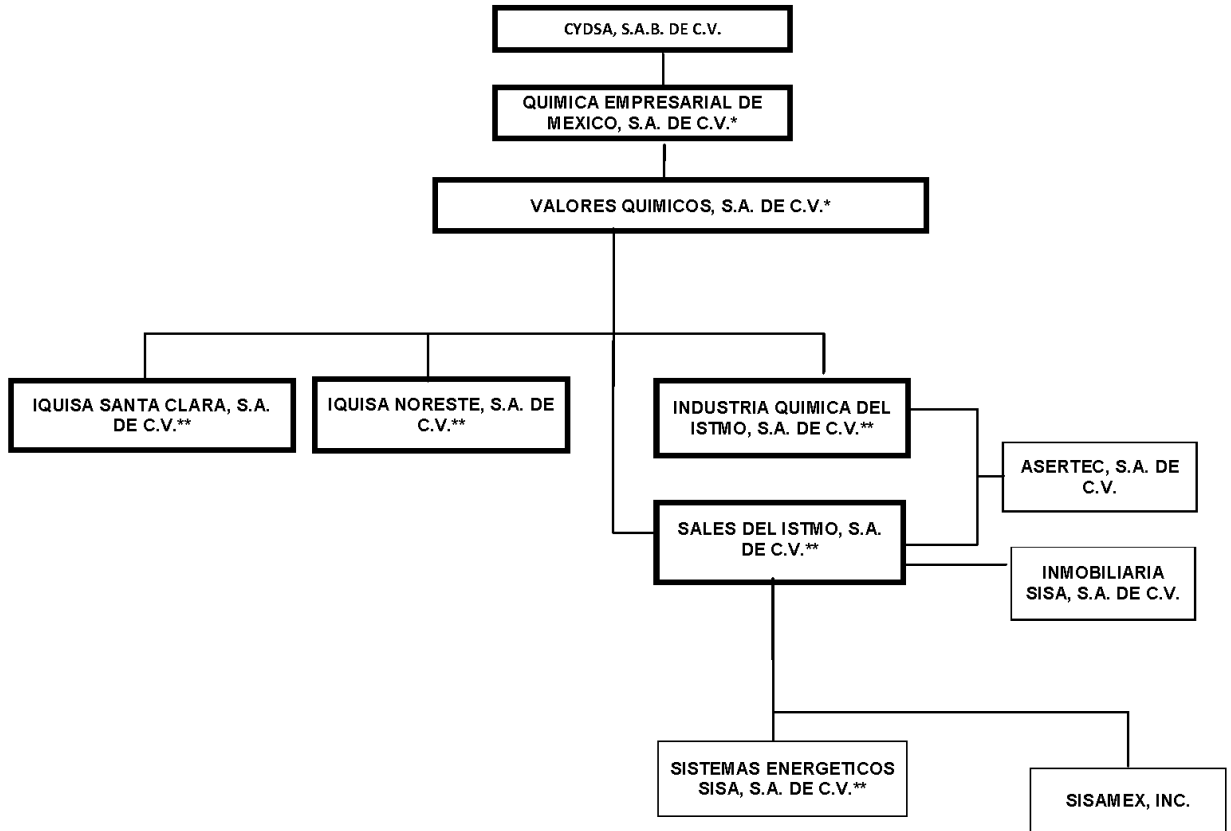 CYDSA, S.A.B. DE C.V.
QUIMICA EMPRESARIAL DE
MEXICO, S.A. DE C.V.*
VALORES QUIMICOS, S.A. DE C.V.*
IQUISA SANTA CLARA, S.A.
DE C.V.**
IQUISA NORESTE, S.A. DE
C.V.**
INDUSTRIA QUIMICA DEL
ISTMO, S.A. DE C.V.**
ASERTEC, S.A. DE
C.V.
SALES DEL ISTMO, S.A.
DE C.V.**
INMOBILIARIA
SISA, S.A. DE C.V.
SISTEMAS ENERGETICOS
SISA, S.A. DE C.V.**
SISAMEX, INC.